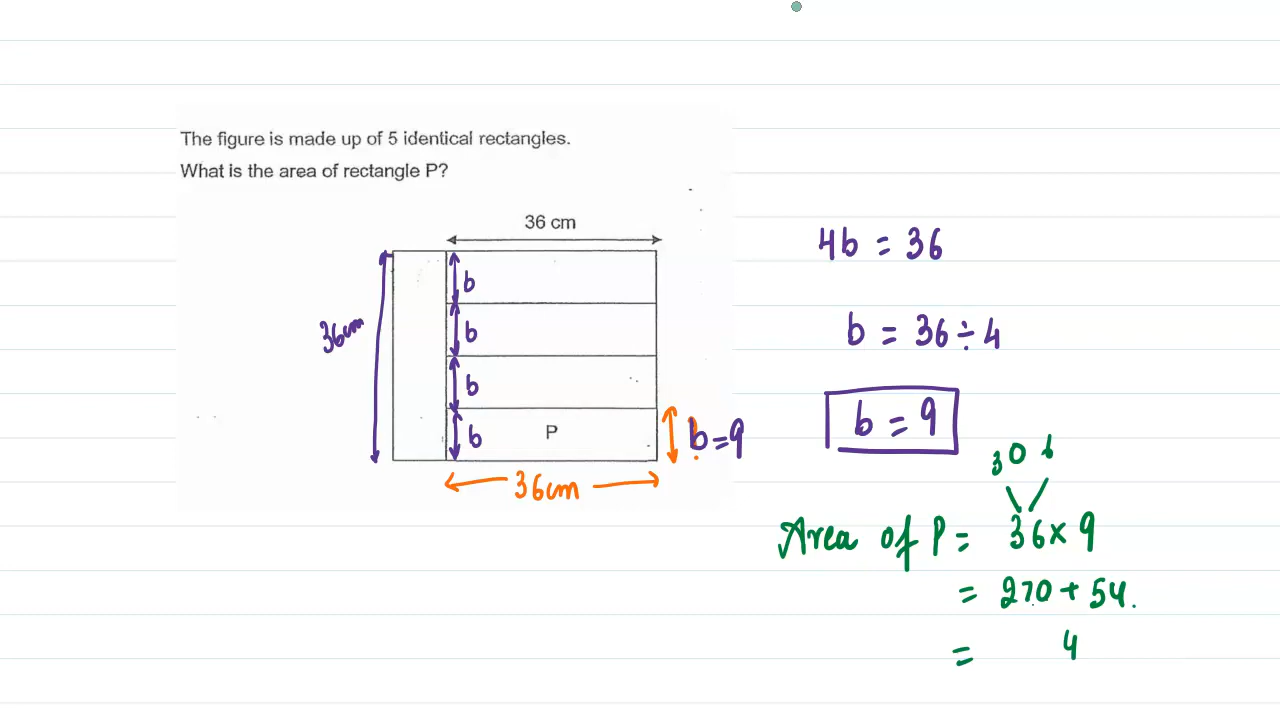 The figure is made up of 5 identical rectangles.
What is the area of rectangle P?
36 cm
36cm
b
b
b
b
P
b=9
36cm
4b = 36
b = 36 ÷ 4
b = 9
30 6
Area of P = 36 × 9
= 270 + 54
= 4